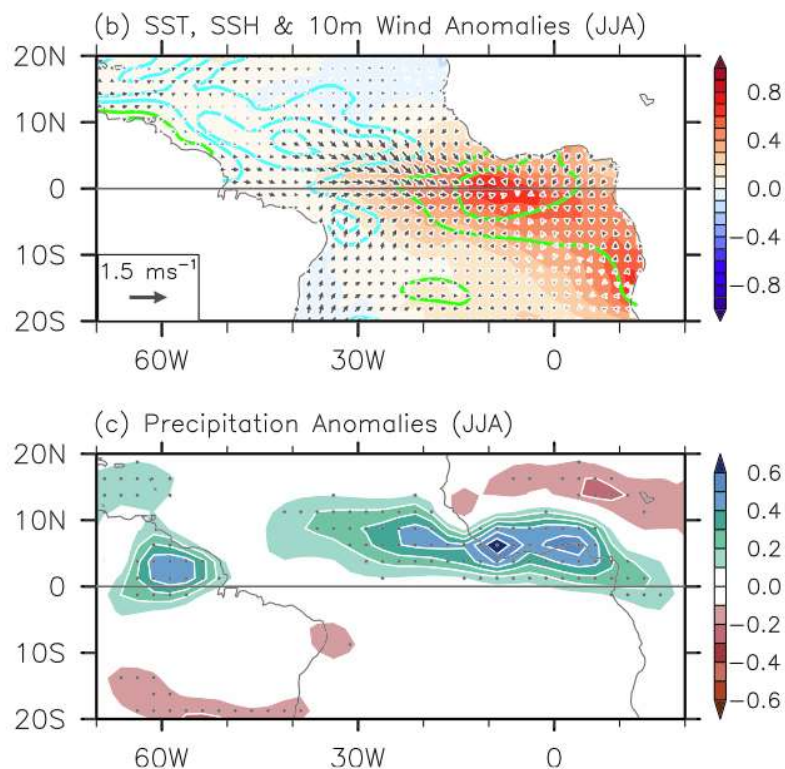 (b) SST, SSH & 10m Wind Anomalies (JJA)
20N
10N
0
10S
20S
1.5 ms⁻¹
60W 30W 0
0.8
0.4
0.0
−0.4
−0.8
(c) Precipitation Anomalies (JJA)
20N
10N
0
10S
20S
60W 30W 0
0.6
0.4
0.2
0.0
−0.2
−0.4
−0.6